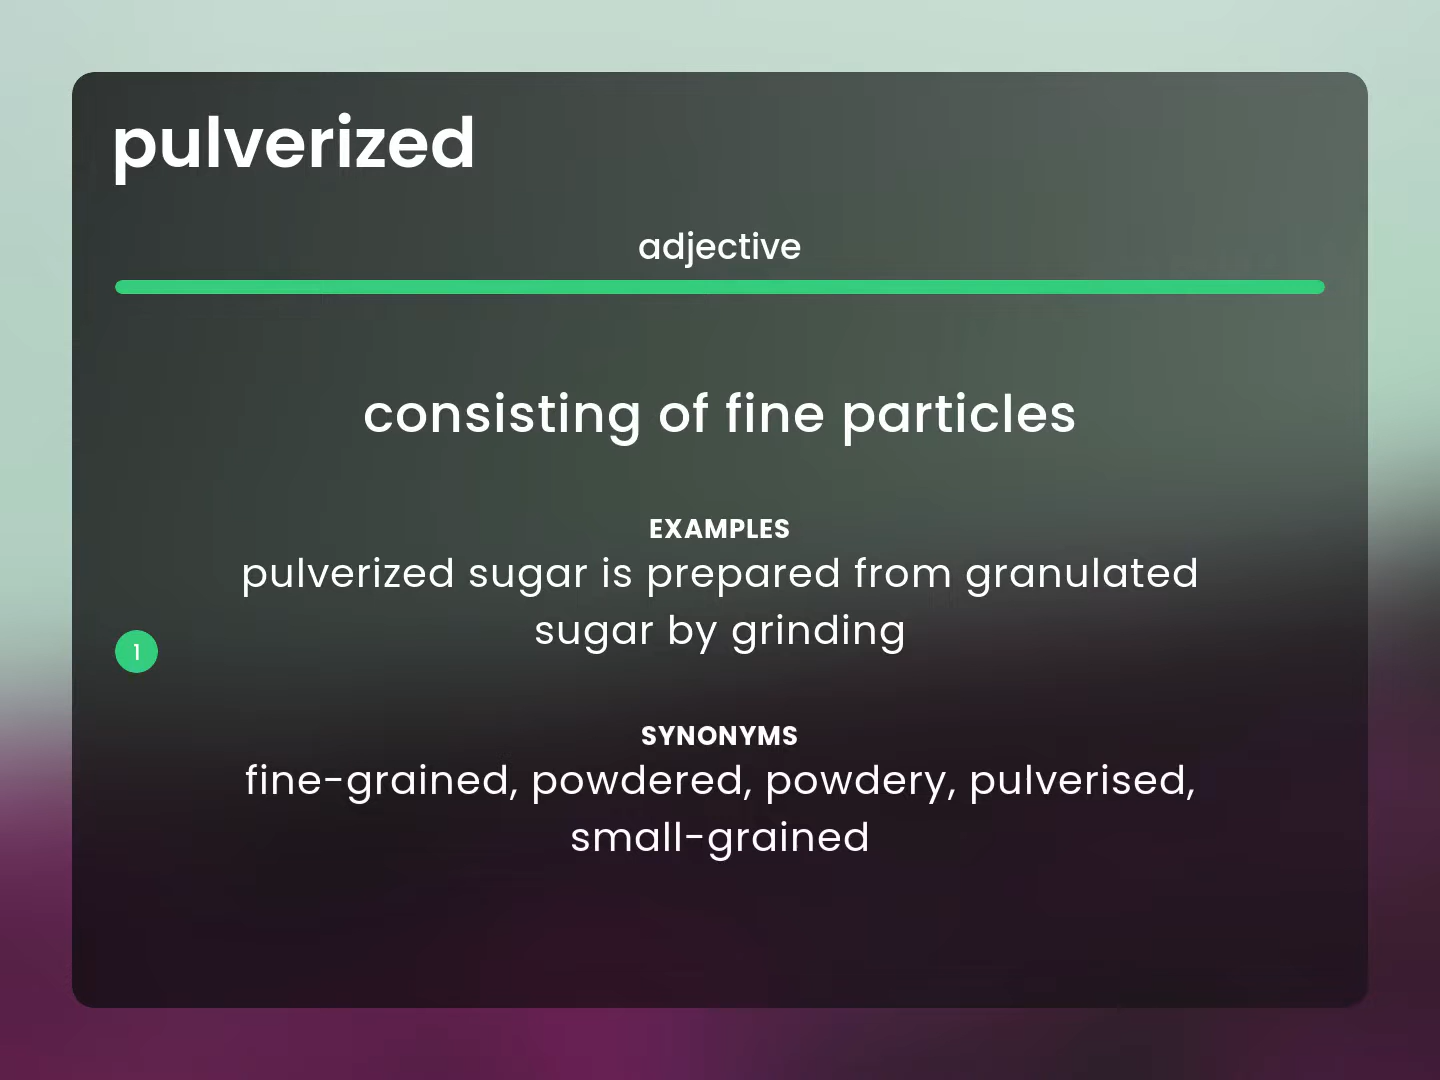 pulverized
adjective
consisting of fine particles
EXAMPLES
pulverized sugar is prepared from granulated
sugar by grinding
1
SYNONYMS
fine-grained, powdered, powdery, pulverised,
small-grained